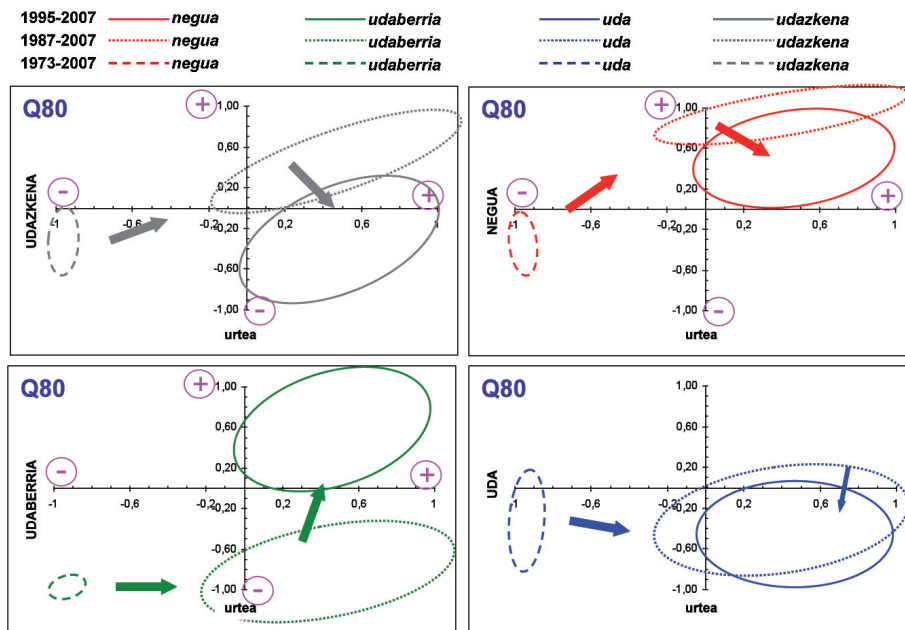 1995-2007 negua udaberria uda udazkena
1987-2007 negua udaberria uda udazkena
1973-2007 negua udaberria uda udazkena
Q80
UDAZKENA
+
-
+
-
1,00
0,60
0,20
-0,20
-0,60
-1,00
-1 -0,6 -0,2 0,2 0,6 1
urtea
Q80
NEGUA
+
-
+
-
1,00
0,60
0,20
-0,20
-0,60
-1,00
-1 -0,6 -0,2 0,2 0,6 1
urtea
Q80
UDABERRIA
+
-
+
-
1,00
0,60
0,20
-0,20
-0,60
-1,00
-1 -0,6 -0,2 0,2 0,6 1
urtea
Q80
UDA
1,00
0,60
0,20
-0,20
-0,60
-1,00
-1 -0,6 -0,2 0,2 0,6 1
urtea